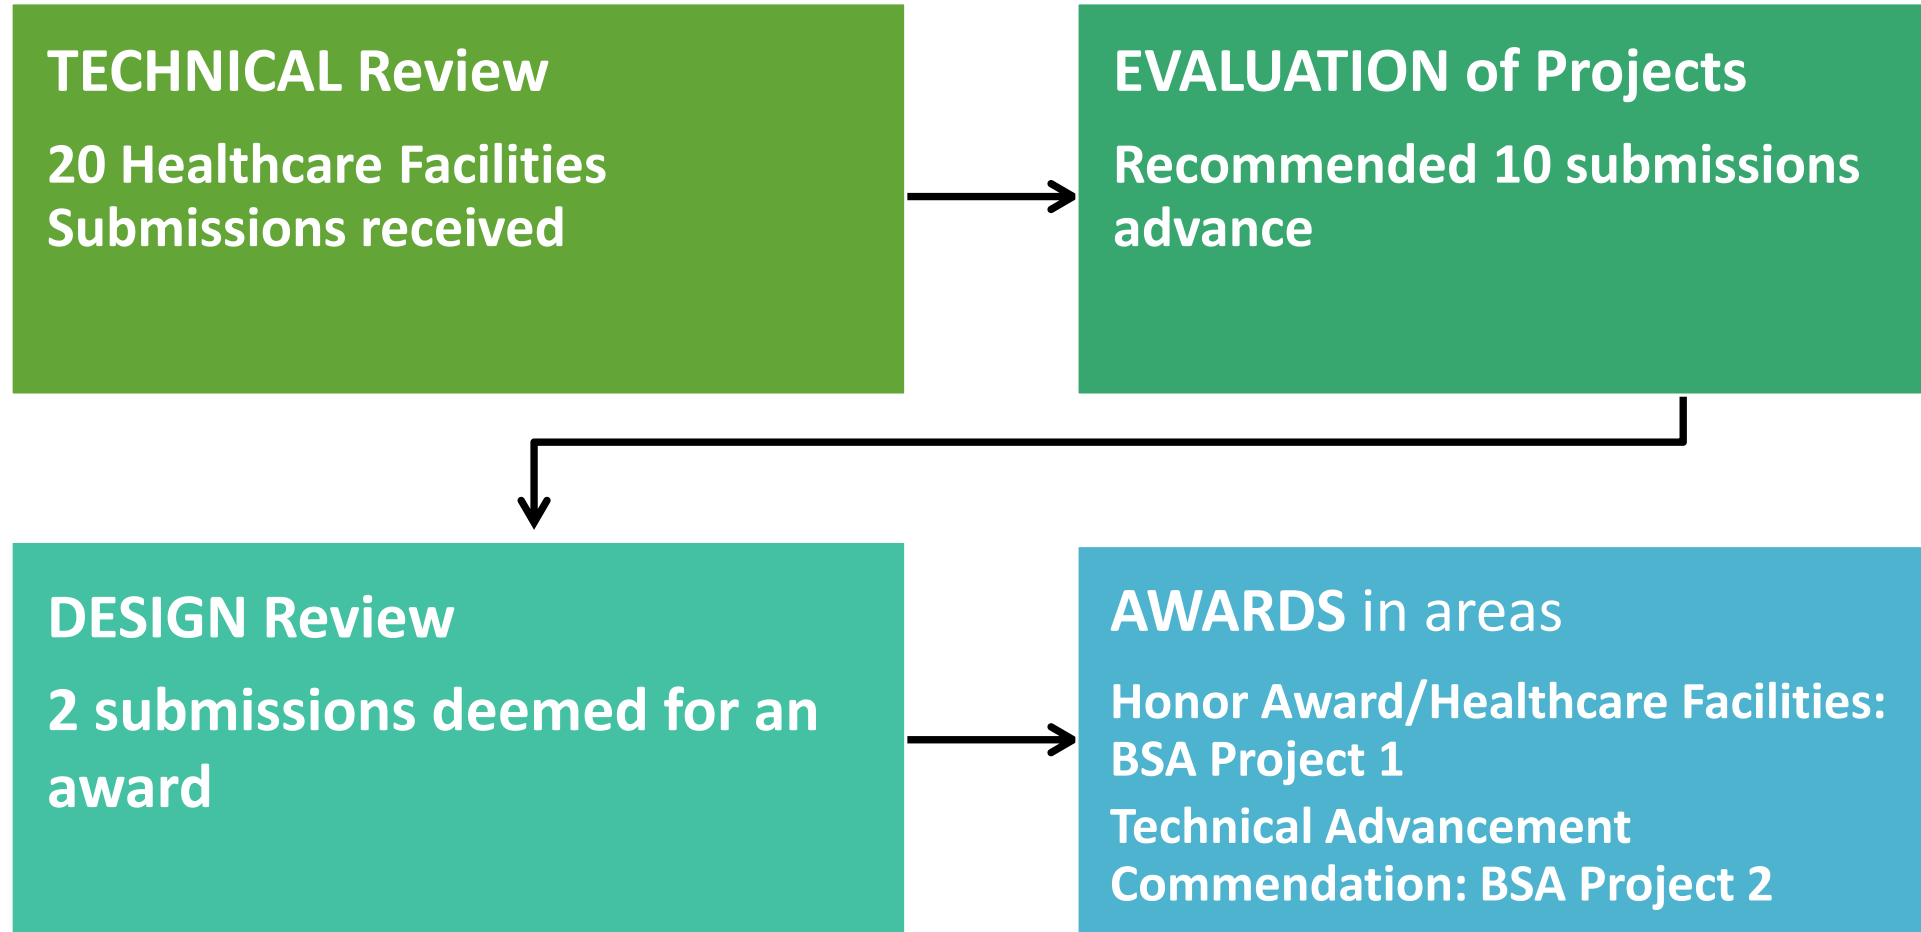 TECHNICAL Review
20 Healthcare Facilities
Submissions received
EVALUATION of Projects
Recommended 10 submissions
advance
DESIGN Review
2 submissions deemed for an
award
AWARDS in areas
Honor Award/Healthcare Facilities:
BSA Project 1
Technical Advancement
Commendation: BSA Project 2